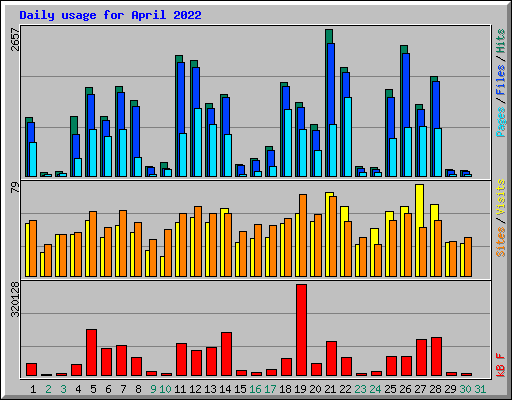 Daily usage for April 2022
2657
Pages / Files / Hits
79
Sites / Visits
320128
kB F
1 2 3 4 5 6 7 8 9 10 11 12 13 14 15 16 17 18 19 20 21 22 23 24 25 26 27 28 29 30 31